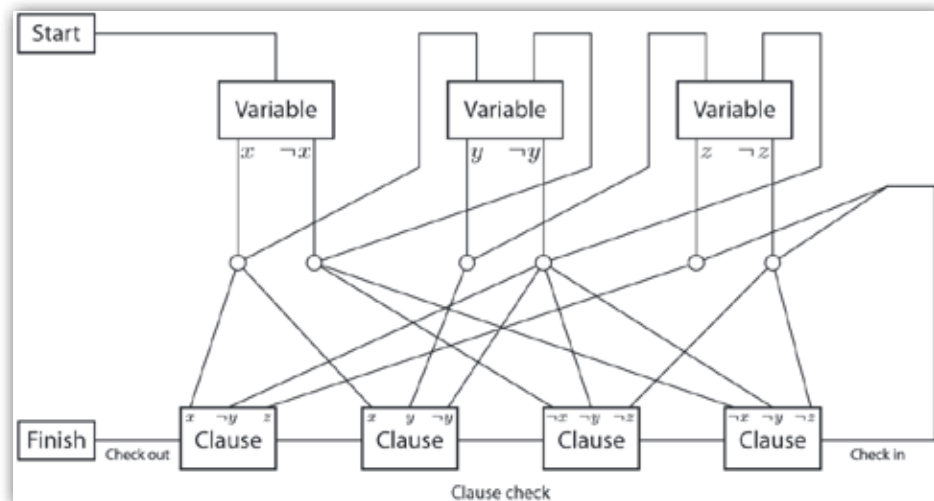 Start
Variable Variable Variable
x ¬x y ¬y z ¬z
x ¬y z x y ¬y ¬x ¬y ¬z ¬x ¬y ¬z
Finish Clause Clause Clause Clause
Check out Check in
Clause check